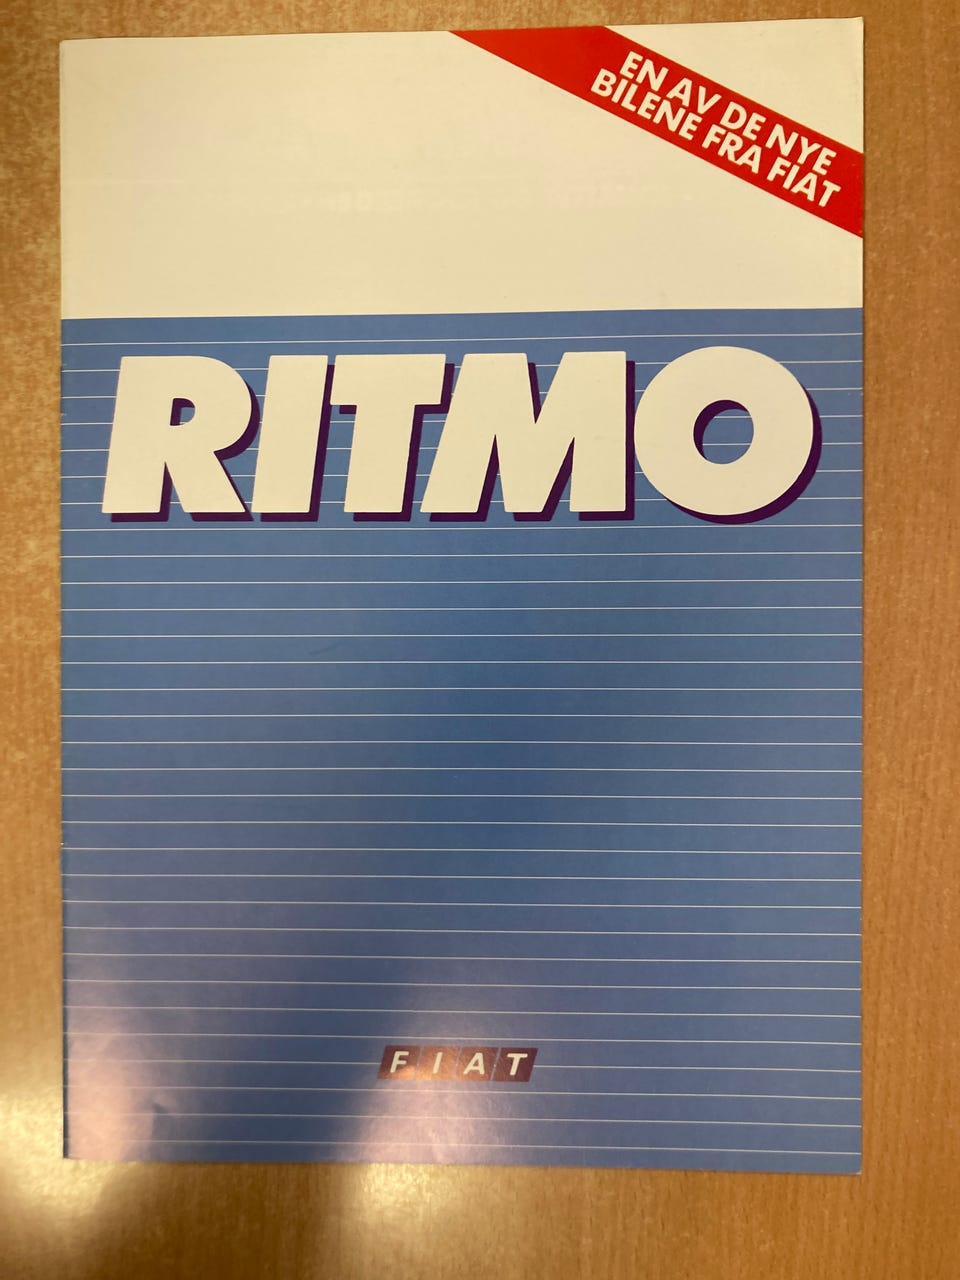 EN AV DE NYE
BILENE FRA FIAT
RITMO
FIAT